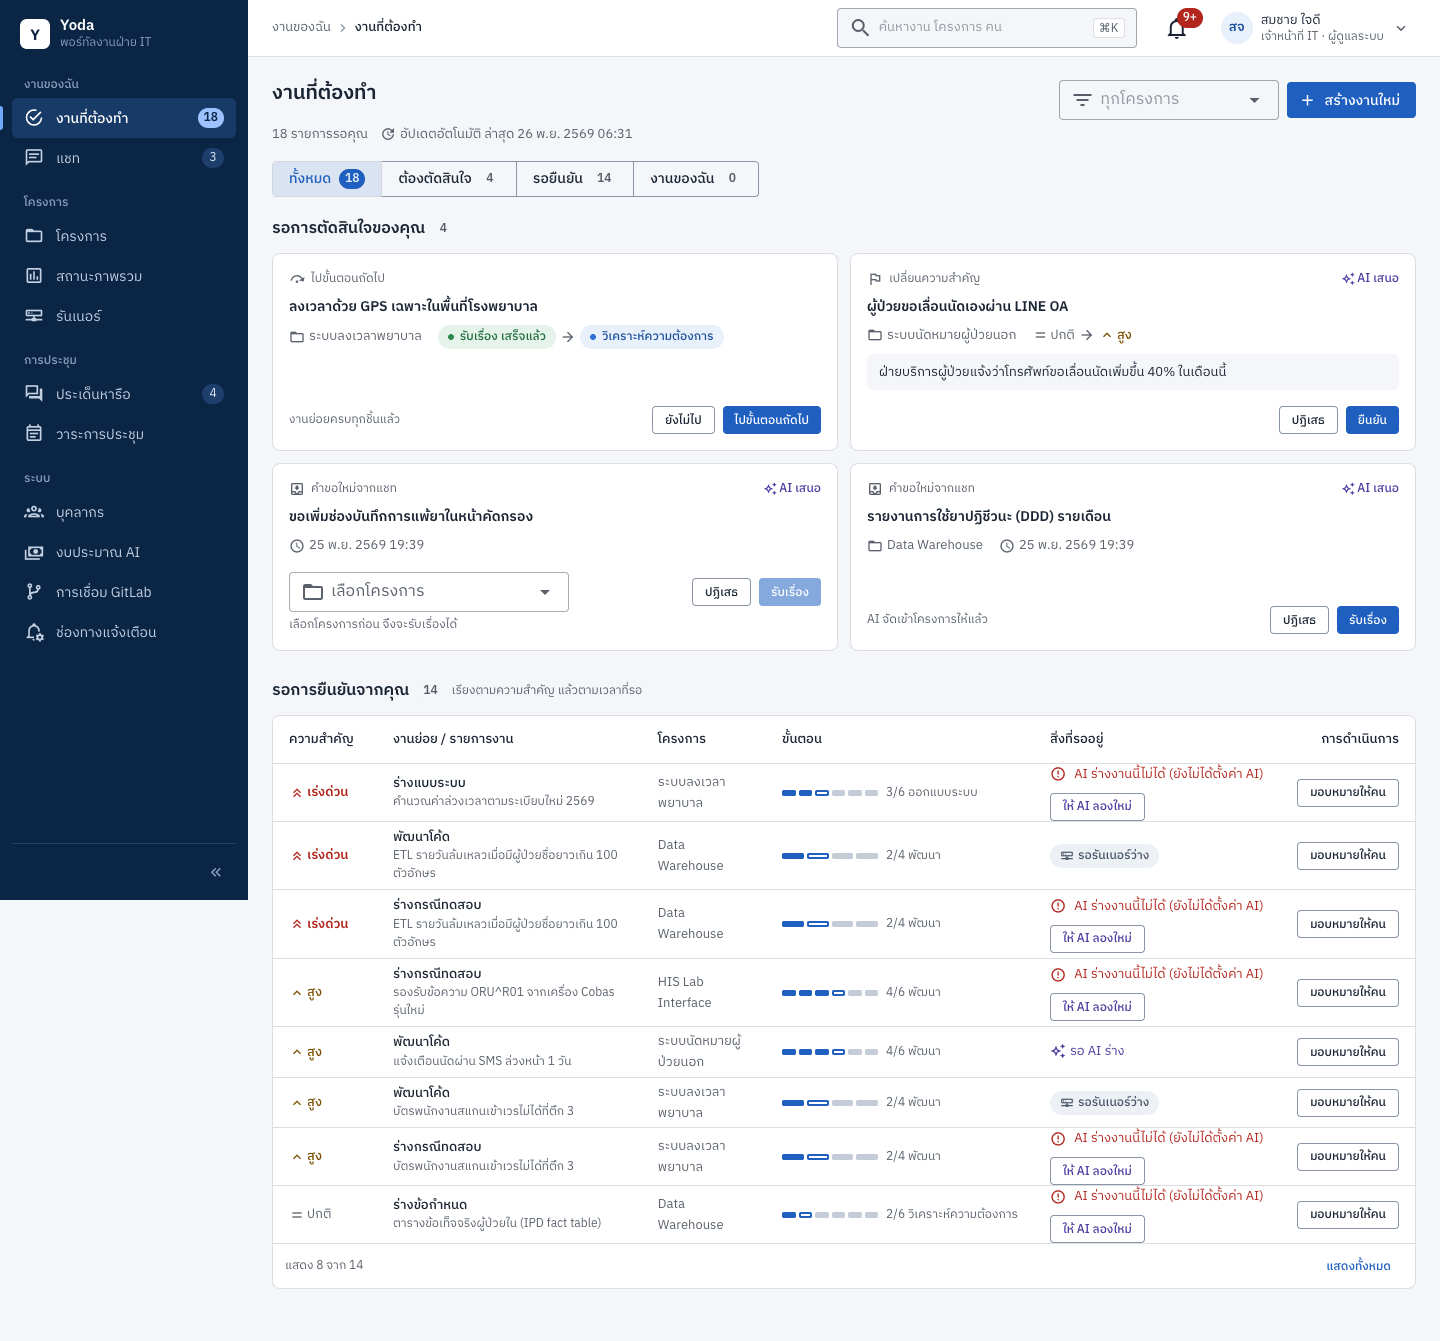 Y
Yoda
พอร์ทัลงานฝ่าย IT
งานของฉัน
งานที่ต้องทำ 18
แชท 3
โครงการ
โครงการ
สถานะภาพรวม
รันเนอร์
การประชุม
ประเด็นหารือ 4
วาระการประชุม
ระบบ
บุคลากร
งบประมาณ AI
การเชื่อม GitLab
ช่องทางแจ้งเตือน
งานของฉัน งานที่ต้องทำ
ค้นหางาน โครงการ คน ⌘K
9+
สจ
สมชาย ใจดี
เจ้าหน้าที่ IT · ผู้ดูแลระบบ
งานที่ต้องทำ
ทุกโครงการ
สร้างงานใหม่
18 รายการรอคุณ อัปเดตอัตโนมัติ ล่าสุด 26 พ.ย. 2569 06:31
ทั้งหมด 18 ต้องตัดสินใจ 4 รอยืนยัน 14 งานของฉัน 0
รอการตัดสินใจของคุณ 4
ไปขั้นตอนถัดไป
ลงเวลาด้วย GPS เฉพาะในพื้นที่โรงพยาบาล
ระบบลงเวลาพยาบาล รับเรื่อง เสร็จแล้ว → วิเคราะห์ความต้องการ
งานย่อยครบทุกชิ้นแล้ว ยังไม่ไป ไปขั้นตอนถัดไป
เปลี่ยนความสำคัญ AI เสนอ
ผู้ป่วยขอเลื่อนนัดเองผ่าน LINE OA
ระบบนัดหมายผู้ป่วยนอก ปกติ → สูง
ฝ่ายบริการผู้ป่วยแจ้งว่าโทรศัพท์ขอเลื่อนนัดเพิ่มขึ้น 40% ในเดือนนี้
ปฏิเสธ ยืนยัน
คำขอใหม่จากแชท AI เสนอ
ขอเพิ่มช่องบันทึกการแพ้ยาในหน้าคัดกรอง
25 พ.ย. 2569 19:39
เลือกโครงการ ปฏิเสธ รับเรื่อง
เลือกโครงการก่อน จึงจะรับเรื่องได้
คำขอใหม่จากแชท AI เสนอ
รายงานการใช้ยาปฏิชีวนะ (DDD) รายเดือน
Data Warehouse 25 พ.ย. 2569 19:39
AI จัดเข้าโครงการให้แล้ว ปฏิเสธ รับเรื่อง
รอการยืนยันจากคุณ 14 เรียงตามความสำคัญ แล้วตามเวลาที่รอ
ความสำคัญ งานย่อย / รายการงาน โครงการ ขั้นตอน สิ่งที่รออยู่ การดำเนินการ
เร่งด่วน
ร่างแบบระบบ
คำนวณค่าล่วงเวลาตามระเบียบใหม่ 2569
ระบบลงเวลา
พยาบาล
3/6 ออกแบบระบบ
AI ร่างงานนี้ไม่ได้ (ยังไม่ได้ตั้งค่า AI)
ให้ AI ลองใหม่
มอบหมายให้คน
เร่งด่วน
พัฒนาโค้ด
ETL รายวันล้มเหลวเมื่อมีผู้ป่วยชื่อยาวเกิน 100
ตัวอักษร
Data
Warehouse
2/4 พัฒนา
รอรันเนอร์ว่าง
มอบหมายให้คน
เร่งด่วน
ร่างกรณีทดสอบ
ETL รายวันล้มเหลวเมื่อมีผู้ป่วยชื่อยาวเกิน 100
ตัวอักษร
Data
Warehouse
2/4 พัฒนา
AI ร่างงานนี้ไม่ได้ (ยังไม่ได้ตั้งค่า AI)
ให้ AI ลองใหม่
มอบหมายให้คน
สูง
ร่างกรณีทดสอบ
รองรับข้อความ ORU^R01 จากเครื่อง Cobas
รุ่นใหม่
HIS Lab
Interface
4/6 พัฒนา
AI ร่างงานนี้ไม่ได้ (ยังไม่ได้ตั้งค่า AI)
ให้ AI ลองใหม่
มอบหมายให้คน
สูง
พัฒนาโค้ด
แจ้งเตือนนัดผ่าน SMS ล่วงหน้า 1 วัน
ระบบนัดหมายผู้
ป่วยนอก
4/6 พัฒนา
รอ AI ร่าง
มอบหมายให้คน
สูง
พัฒนาโค้ด
บัตรพนักงานสแกนเข้าเวรไม่ได้ที่ตึก 3
ระบบลงเวลา
พยาบาล
2/4 พัฒนา
รอรันเนอร์ว่าง
มอบหมายให้คน
สูง
ร่างกรณีทดสอบ
บัตรพนักงานสแกนเข้าเวรไม่ได้ที่ตึก 3
ระบบลงเวลา
พยาบาล
2/4 พัฒนา
AI ร่างงานนี้ไม่ได้ (ยังไม่ได้ตั้งค่า AI)
ให้ AI ลองใหม่
มอบหมายให้คน
ปกติ
ร่างข้อกำหนด
ตารางข้อเท็จจริงผู้ป่วยใน (IPD fact table)
Data
Warehouse
2/6 วิเคราะห์ความต้องการ
AI ร่างงานนี้ไม่ได้ (ยังไม่ได้ตั้งค่า AI)
ให้ AI ลองใหม่
มอบหมายให้คน
แสดง 8 จาก 14 แสดงทั้งหมด